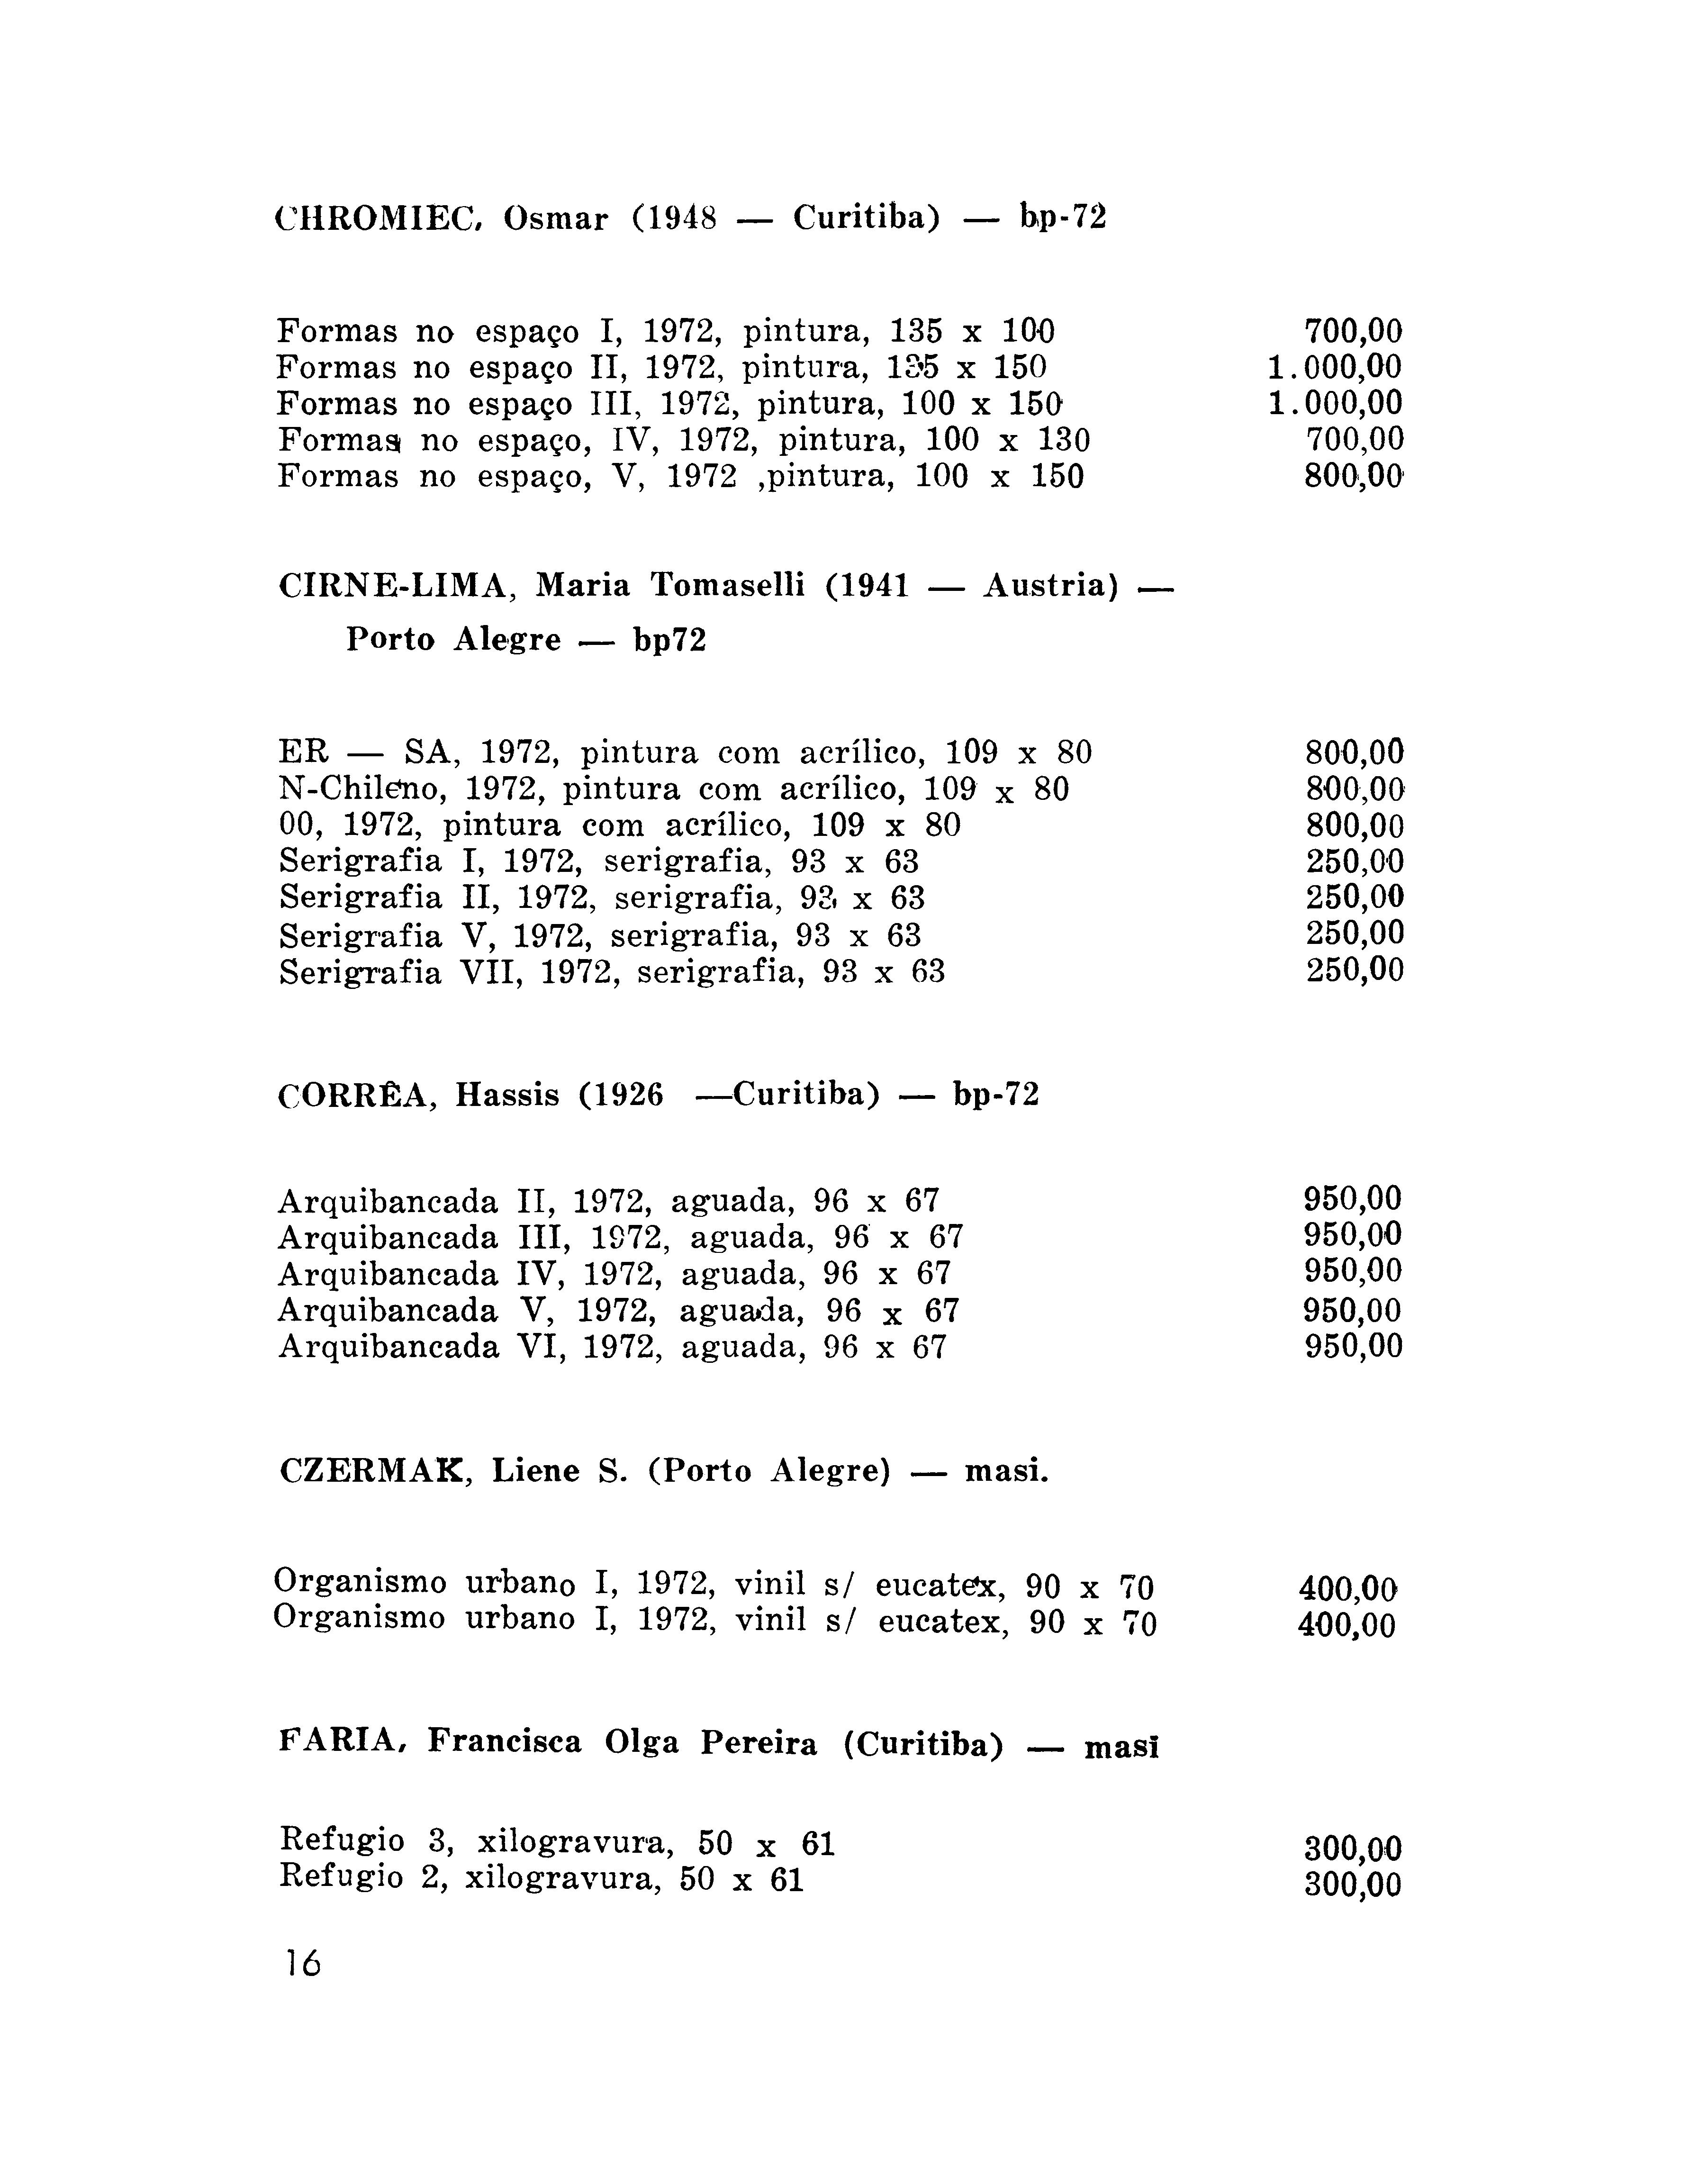 CHROMIEC, Osmar (1948 — Curitiba) — bp-72
Formas no espaço I, 1972, pintura, 135 x 100 700,00
Formas no espaço II, 1972, pintura, 135 x 150 1.000,00
Formas no espaço III, 1972, pintura, 100 x 150 1.000,00
Formas no espaço, IV, 1972, pintura, 100 x 130 700,00
Formas no espaço, V, 1972 ,pintura, 100 x 150 800,00
CIRNE-LIMA, Maria Tomaselli (1941 — Austria) —
Porto Alegre — bp72
ER — SA, 1972, pintura com acrílico, 109 x 80 800,00
N-Chileno, 1972, pintura com acrílico, 109 x 80 800,00
00, 1972, pintura com acrílico, 109 x 80 800,00
Serigrafia I, 1972, serigrafia, 93 x 63 250,00
Serigrafia II, 1972, serigrafia, 93 x 63 250,00
Serigrafia V, 1972, serigrafia, 93 x 63 250,00
Serigrafia VII, 1972, serigrafia, 93 x 63 250,00
CORRÊA, Hassis (1926 —Curitiba) — bp-72
Arquibancada II, 1972, aguada, 96 x 67 950,00
Arquibancada III, 1972, aguada, 96 x 67 950,00
Arquibancada IV, 1972, aguada, 96 x 67 950,00
Arquibancada V, 1972, aguada, 96 x 67 950,00
Arquibancada VI, 1972, aguada, 96 x 67 950,00
CZERMAK, Liene S. (Porto Alegre) — masi.
Organismo urbano I, 1972, vinil s/ eucatex, 90 x 70 400,00
Organismo urbano I, 1972, vinil s/ eucatex, 90 x 70 400,00
FARIA, Francisca Olga Pereira (Curitiba) — masi
Refugio 3, xilogravura, 50 x 61 300,00
Refugio 2, xilogravura, 50 x 61 300,00
16